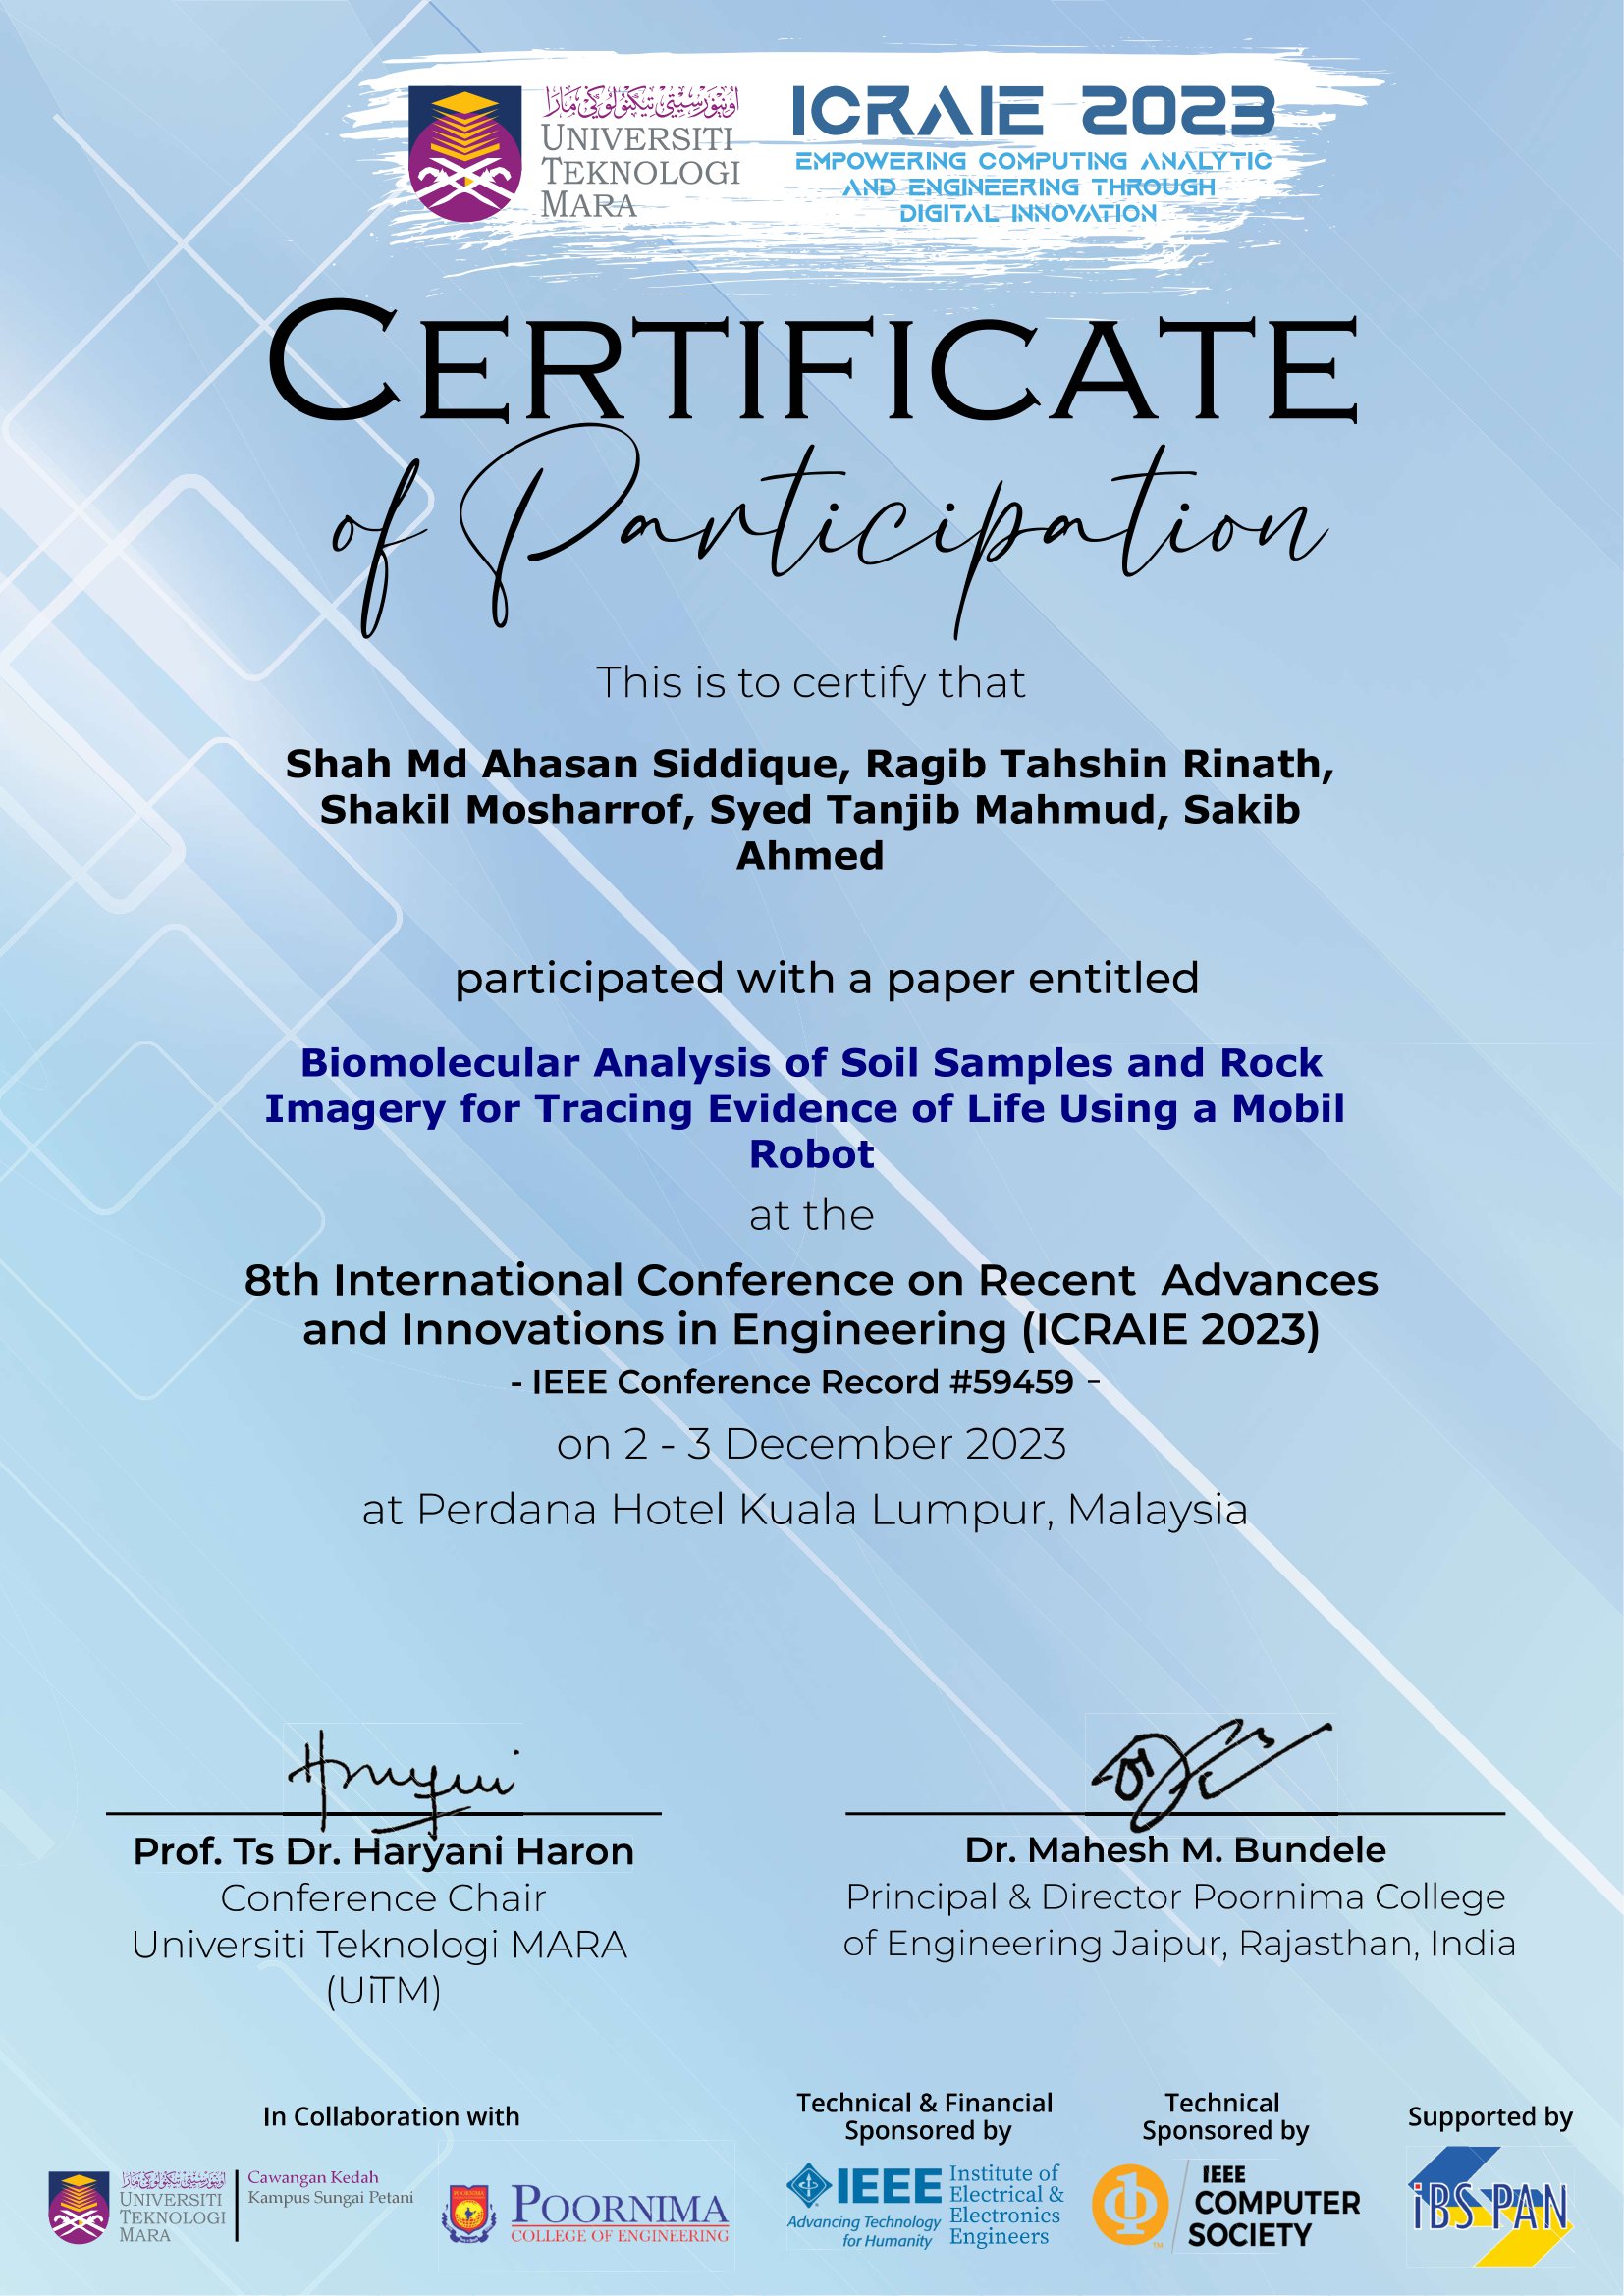 اونيۏرسيتي تيكنولوڬي مارا
UNIVERSITI
TEKNOLOGI
MARA
ICRAIE 2023
EMPOWERING COMPUTING ANALYTIC
AND ENGINEERING THROUGH
DIGITAL INNOVATION
CERTIFICATE
of Participation
This is to certify that
Shah Md Ahasan Siddique, Ragib Tahshin Rinath,
Shakil Mosharrof, Syed Tanjib Mahmud, Sakib
Ahmed
participated with a paper entitled
Biomolecular Analysis of Soil Samples and Rock
Imagery for Tracing Evidence of Life Using a Mobil
Robot
at the
8th International Conference on Recent Advances
and Innovations in Engineering (ICRAIE 2023)
- IEEE Conference Record #59459 -
on 2 - 3 December 2023
at Perdana Hotel Kuala Lumpur, Malaysia
Prof. Ts Dr. Haryani Haron
Conference Chair
Universiti Teknologi MARA
(UiTM)
Dr. Mahesh M. Bundele
Principal & Director Poornima College
of Engineering Jaipur, Rajasthan, India
In Collaboration with
اونيۏرسيتي تيكنولوڬي مارا
UNIVERSITI
TEKNOLOGI
MARA
Cawangan Kedah
Kampus Sungai Petani
POORNIMA
COLLEGE OF ENGINEERING
Technical & Financial
Sponsored by
IEEE
Advancing Technology
for Humanity
Institute of
Electrical &
Electronics
Engineers
Technical
Sponsored by
IEEE
COMPUTER
SOCIETY
TM
Supported by
iBS-PAN